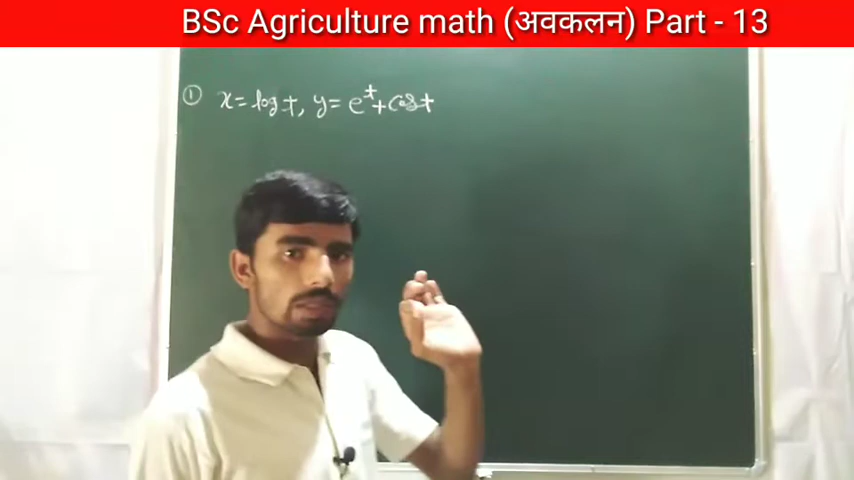 BSc Agriculture math (अवकलन) Part - 13
① x = log t, y = e^t + cos t